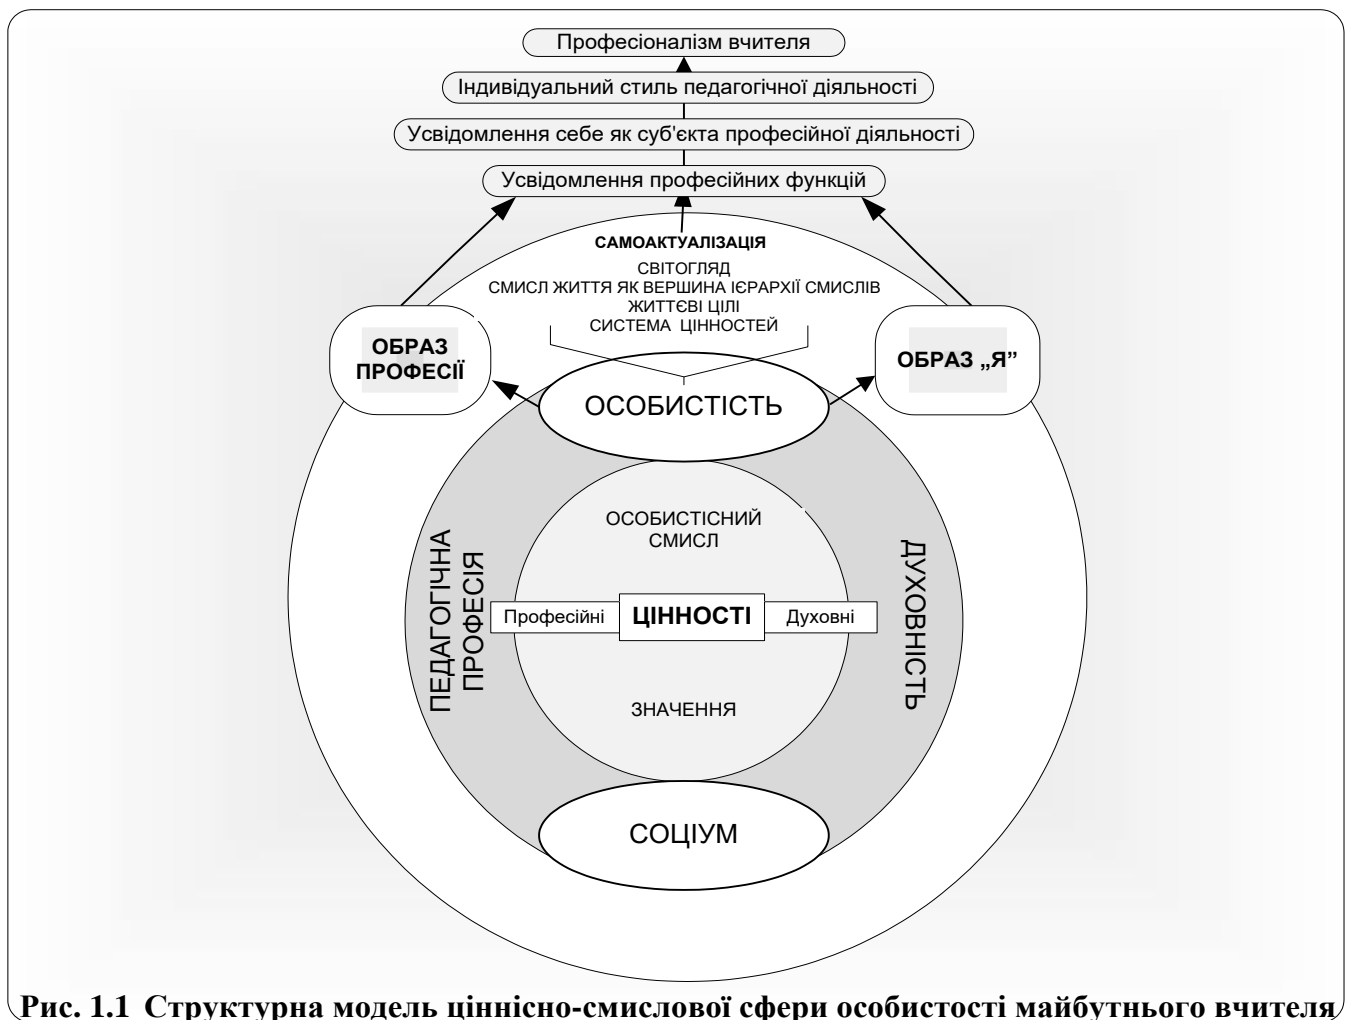 Професіоналізм вчителя
Індивідуальний стиль педагогічної діяльності
Усвідомлення себе як суб'єкта професійної діяльності
Усвідомлення професійних функцій
САМОАКТУАЛІЗАЦІЯ
СВІТОГЛЯД
СМИСЛ ЖИТТЯ ЯК ВЕРШИНА ІЄРАРХІЇ СМИСЛІВ
ЖИТТЄВІ ЦІЛІ
СИСТЕМА ЦІННОСТЕЙ
ОБРАЗ
ПРОФЕСІЇ
ОБРАЗ „Я”
ОСОБИСТІСТЬ
ОСОБИСТІСНИЙ
СМИСЛ
ПЕДАГОГІЧНА
ПРОФЕСІЯ
Професійні
ЦІННОСТІ
Духовні
ДУХОВНІСТЬ
ЗНАЧЕННЯ
СОЦІУМ
Рис. 1.1 Структурна модель ціннісно-смислової сфери особистості майбутнього вчителя